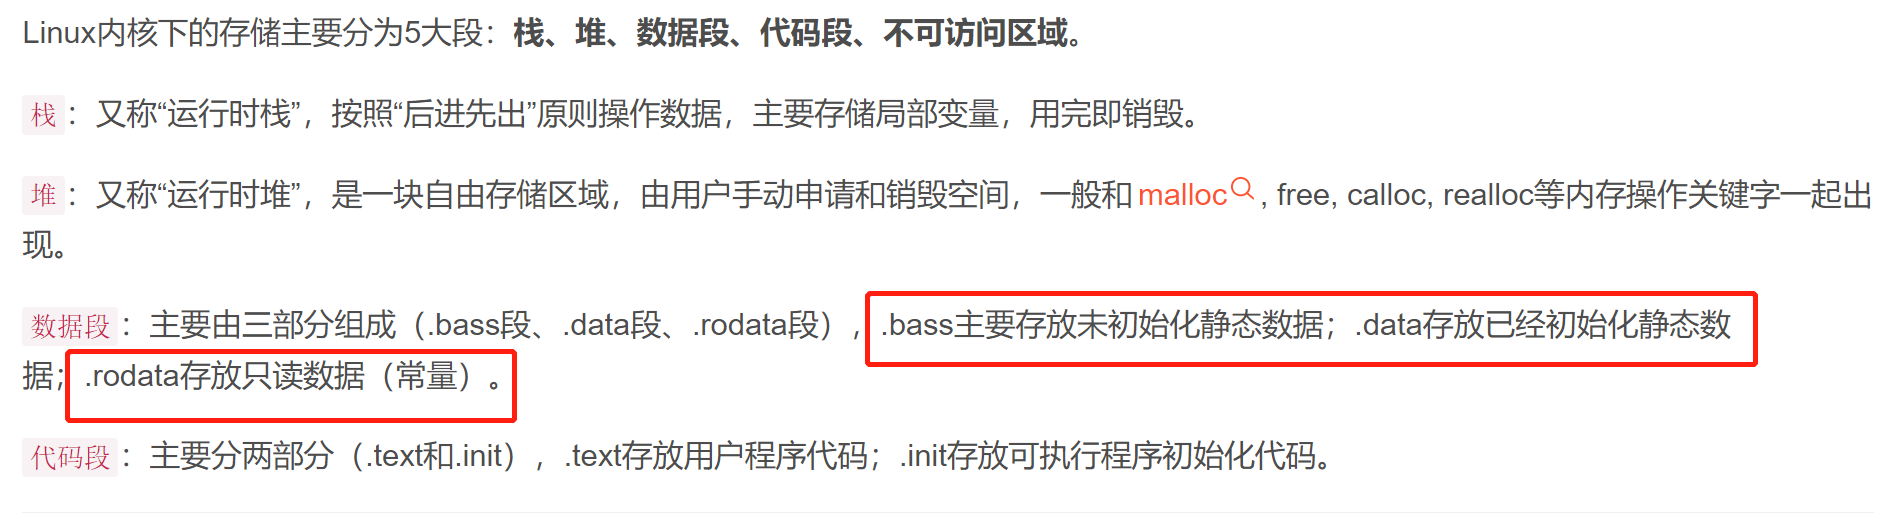 Linux内核下的存储主要分为5大段：栈、堆、数据段、代码段、不可访问区域。
栈：又称“运行时栈”，按照“后进先出”原则操作数据，主要存储局部变量，用完即销毁。
堆：又称“运行时堆”，是一块自由存储区域，由用户手动申请和销毁空间，一般和malloc, free, calloc, realloc等内存操作关键字一起出
现。
数据段：主要由三部分组成（.bass段、.data段、.rodata段），.bass主要存放未初始化静态数据；.data存放已经初始化静态数
据；.rodata存放只读数据（常量）。
代码段：主要分两部分（.text和.init），.text存放用户程序代码；.init存放可执行程序初始化代码。